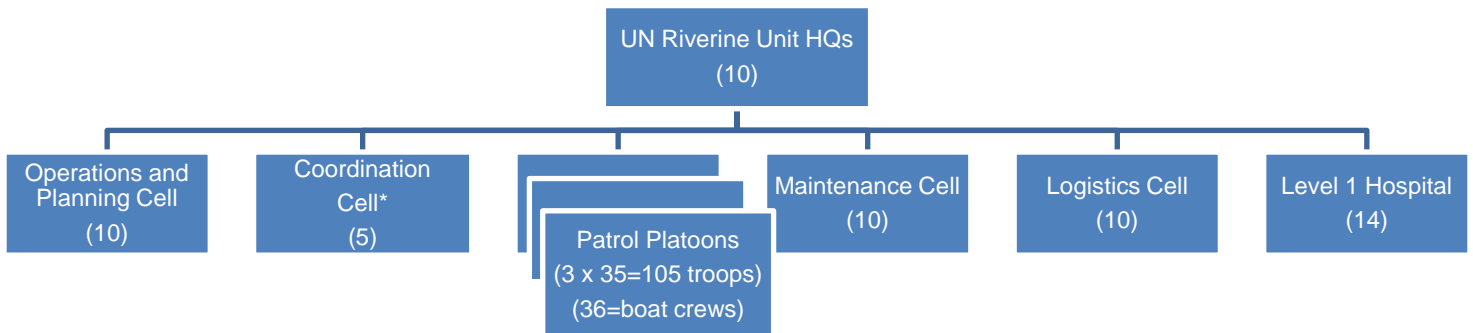 UN Riverine Unit HQs
(10)
Operations and
Planning Cell
(10)
Coordination
Cell*
(5)
Patrol Platoons
(3 x 35=105 troops)
(36=boat crews)
Maintenance Cell
(10)
Logistics Cell
(10)
Level 1 Hospital
(14)